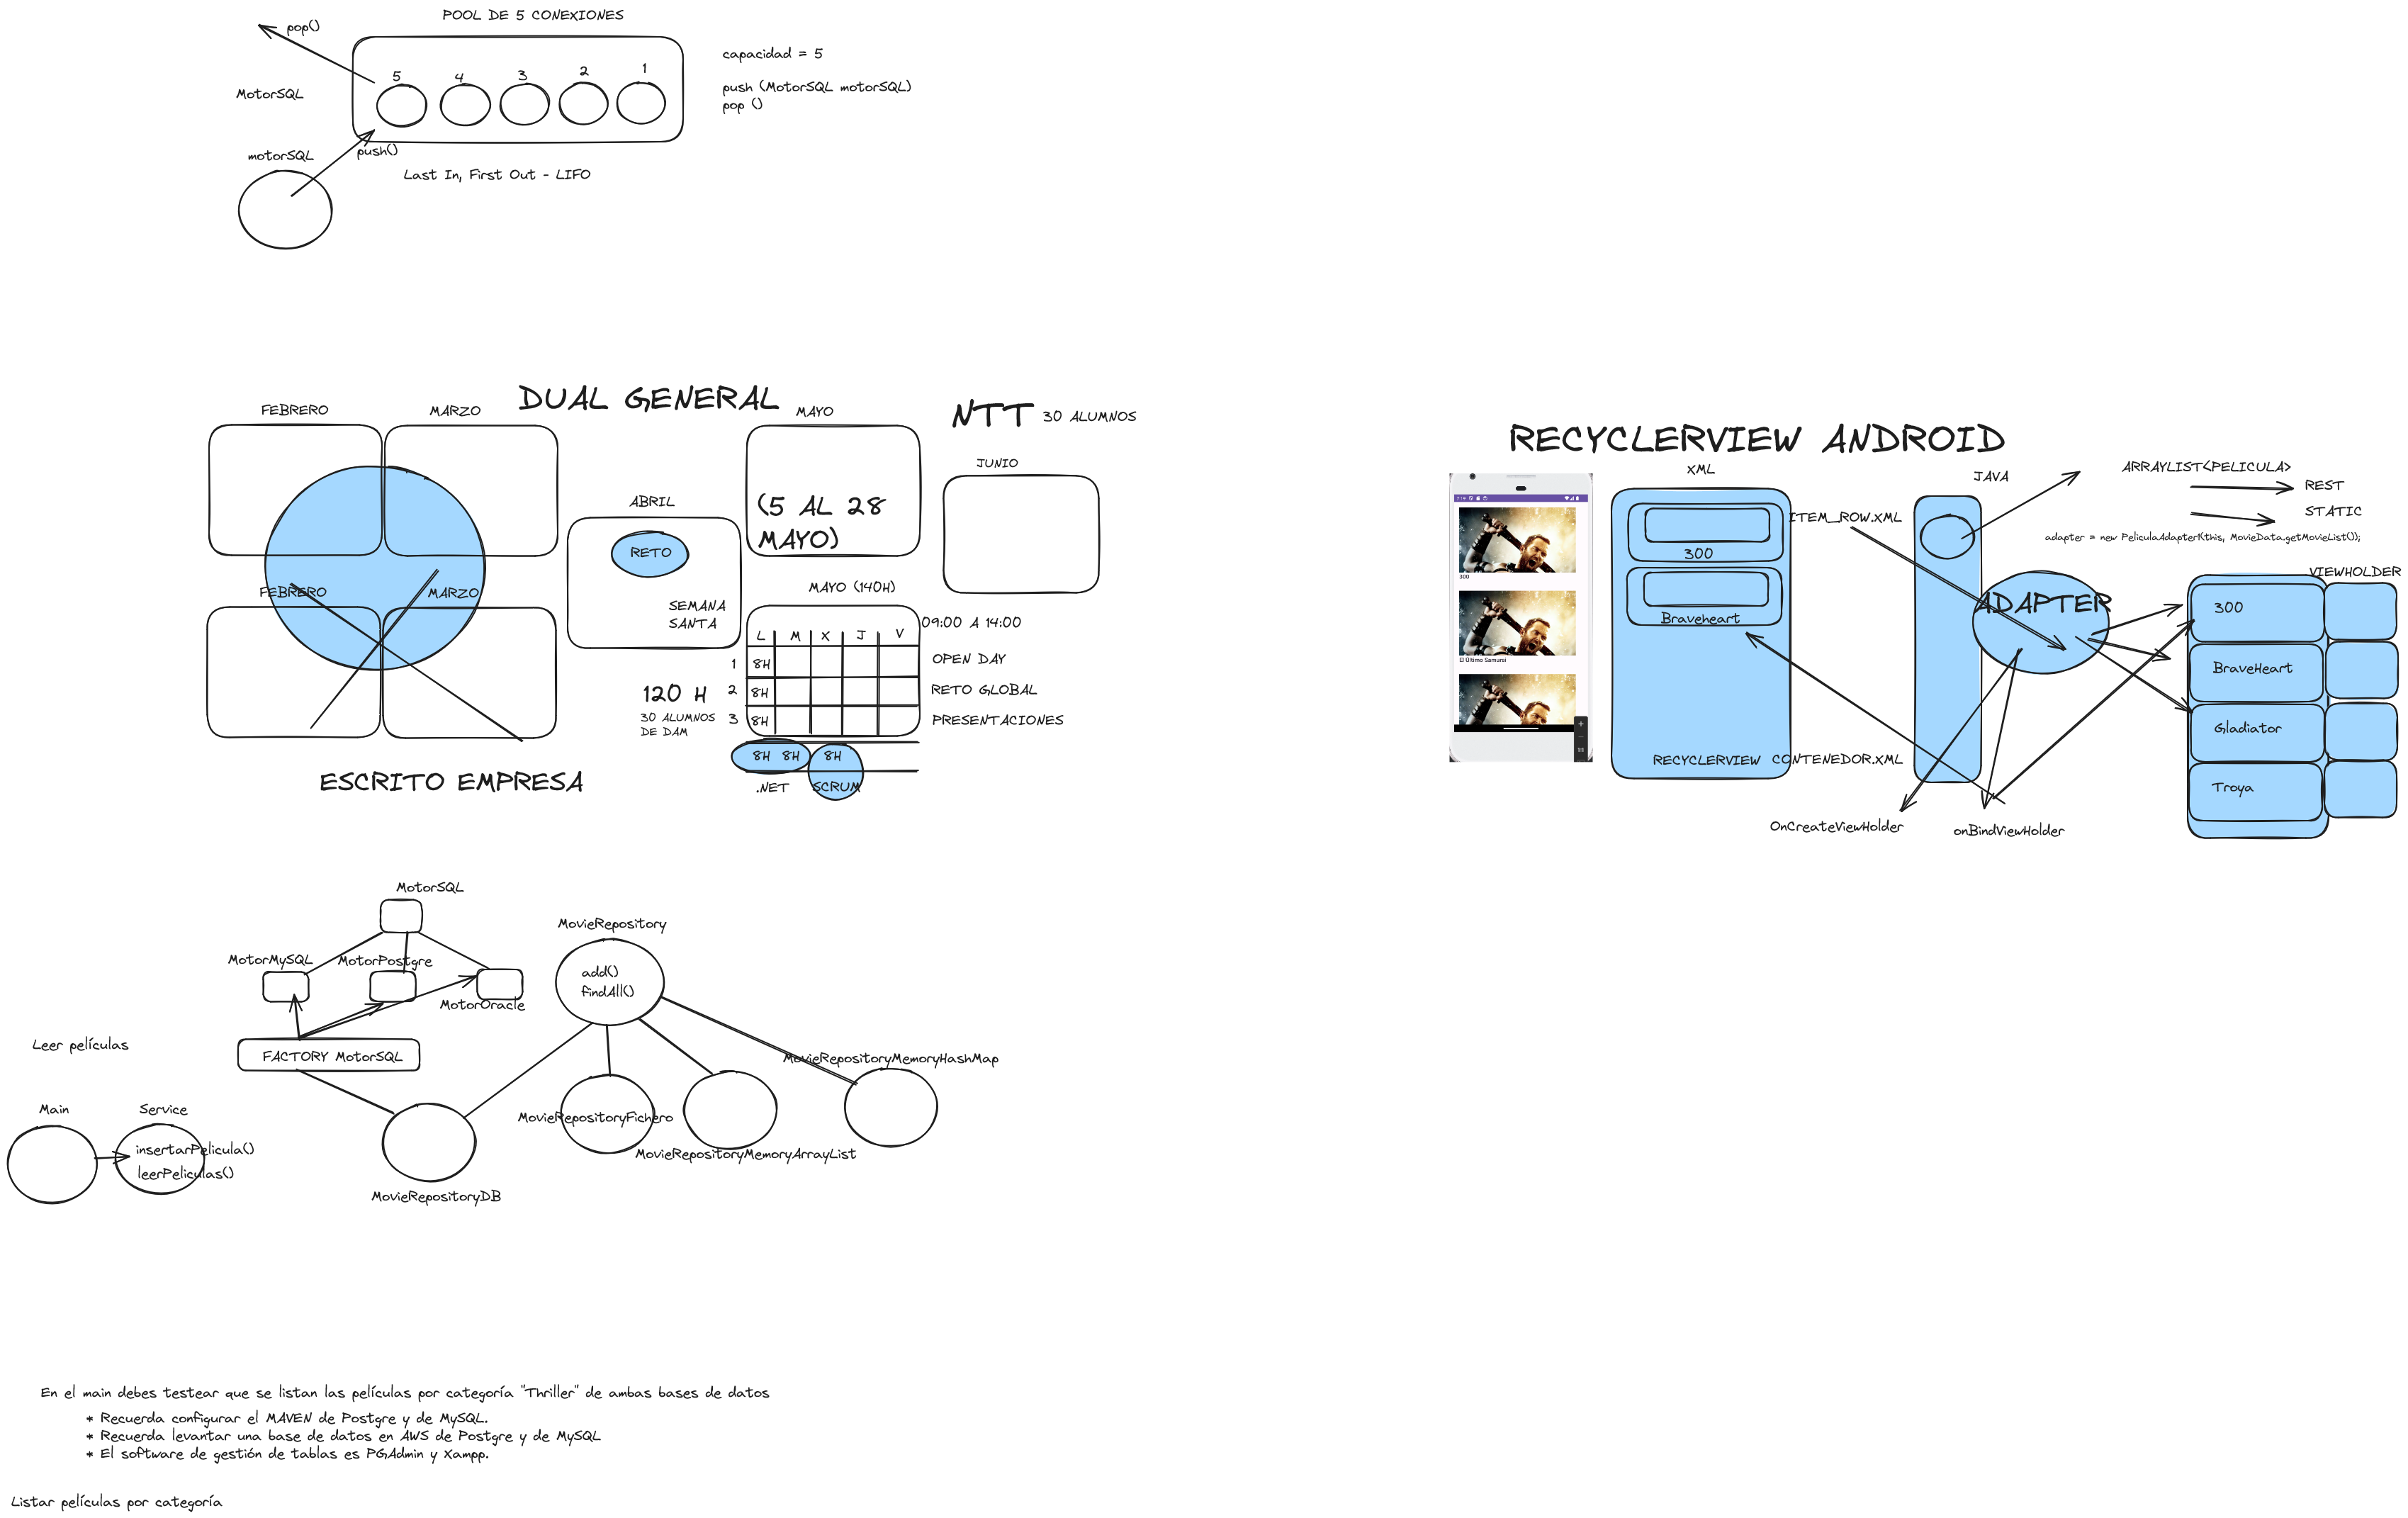 POOL DE 5 CONEXIONES
pop()
capacidad = 5
5 4 3 2 1
MotorSQL
push (MotorSQL motorSQL)
pop ()
motorSQL
push()
Last In, First Out - LIFO
DUAL GENERAL
FEBRERO
MARZO
MAYO
NTT 30 ALUMNOS
JUNIO
ABRIL
(5 AL 28
MAYO)
RETO
FEBRERO
MARZO
MAYO (140H)
SEMANA
SANTA
09:00 A 14:00
L M X J V
1 8H
OPEN DAY
120 H
2 8H
RETO GLOBAL
30 ALUMNOS
DE DAM
3 8H
PRESENTACIONES
8H 8H 8H
.NET SCRUM
ESCRITO EMPRESA
RECYCLERVIEW ANDROID
XML
JAVA
ARRAYLIST<PELICULA>
REST
STATIC
ITEM_ROW.XML
adapter = new PeliculaAdapter1(this, MovieData.getMovieList());
300
Braveheart
300
El Último Samurai
ADAPTER
VIEWHOLDER
300
BraveHeart
Gladiator
Troya
RECYCLERVIEW CONTENEDOR.XML
OnCreateViewHolder
onBindViewHolder
MotorSQL
MovieRepository
MotorMySQL
MotorPostgre
add()
findAll()
MotorOracle
Leer películas
FACTORY MotorSQL
MovieRepositoryMemoryHashMap
Main
Service
MovieRepositoryFichero
insertarPelicula()
leerPeliculas()
MovieRepositoryMemoryArrayList
MovieRepositoryDB
En el main debes testear que se listan las películas por categoría "Thriller" de ambas bases de datos
* Recuerda configurar el MAVEN de Postgre y de MySQL.
* Recuerda levantar una base de datos en AWS de Postgre y de MySQL
* El software de gestión de tablas es PGAdmin y Xampp.
Listar películas por categoría